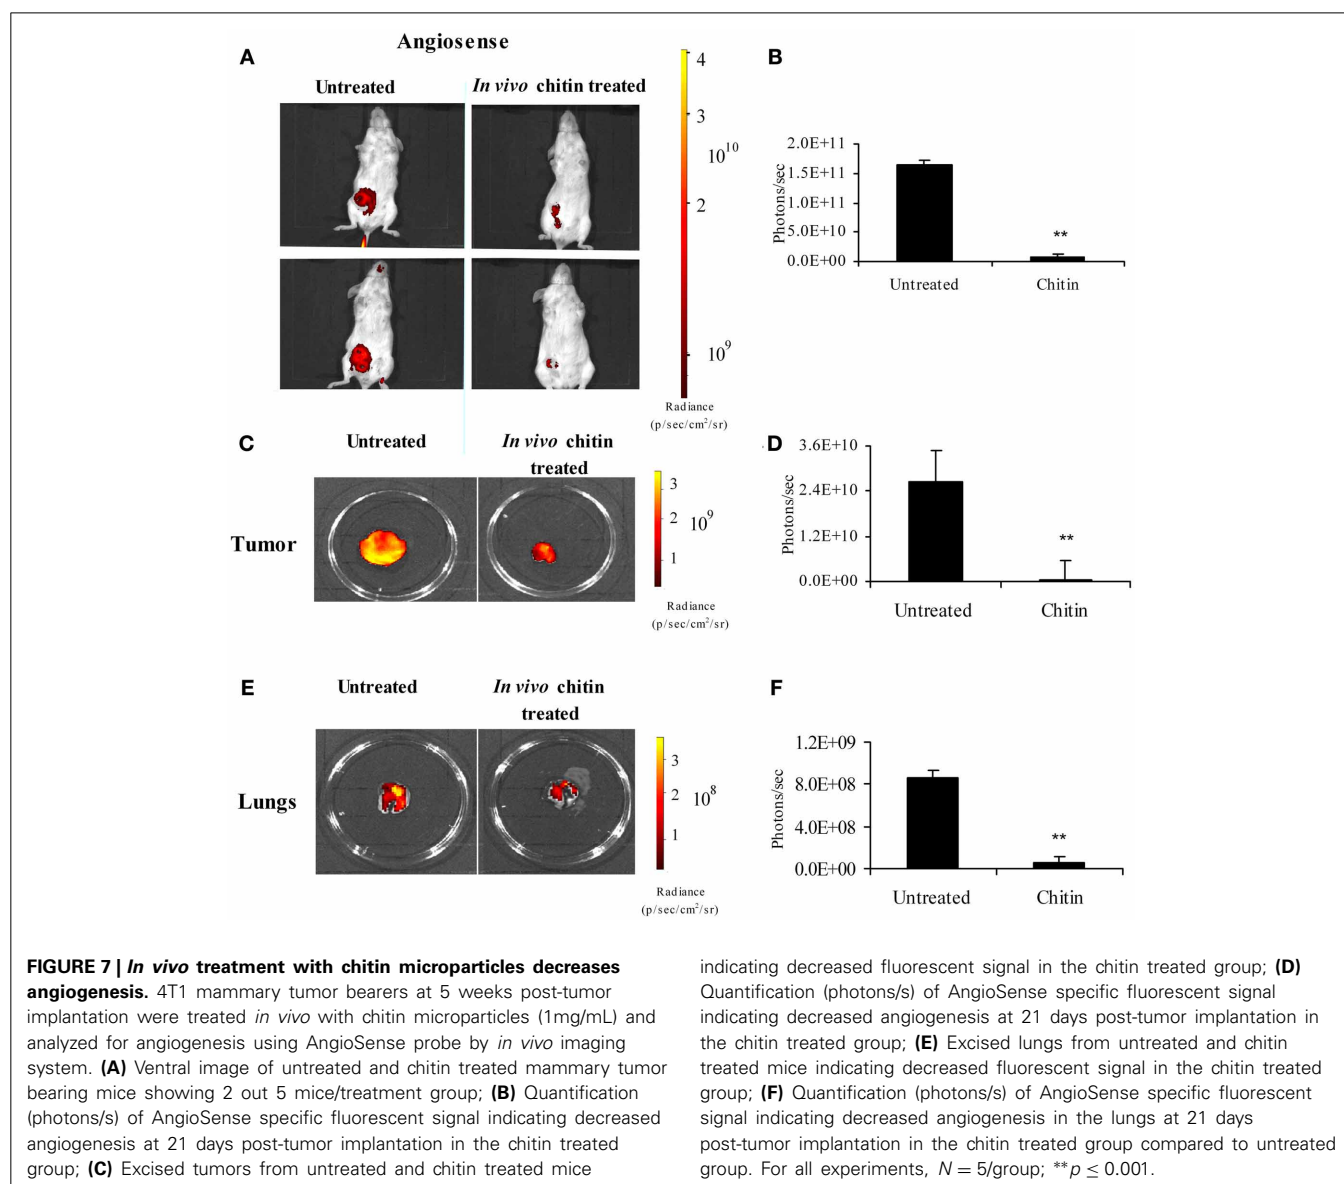 Angiosense
A
Untreated
In vivo chitin treated
4
3
10¹⁰
2
10⁹
Radiance
(p/sec/cm²/sr)
B
2.0E+11
1.5E+11
1.0E+11
5.0E+10
0.0E+00
Photons/sec
**
Untreated
Chitin
C
Untreated
In vivo chitin
treated
Tumor
3
2
10⁹
1
Radiance
(p/sec/cm²/sr)
D
3.6E+10
2.4E+10
1.2E+10
0.0E+00
Photons/sec
**
Untreated
Chitin
E
Untreated
In vivo chitin
treated
Lungs
3
2
10⁸
1
Radiance
(p/sec/cm²/sr)
F
1.2E+09
8.0E+08
4.0E+08
0.0E+00
Photons/sec
**
Untreated
Chitin
FIGURE 7 | In vivo treatment with chitin microparticles decreases
angiogenesis. 4T1 mammary tumor bearers at 5 weeks post-tumor
implantation were treated in vivo with chitin microparticles (1mg/mL) and
analyzed for angiogenesis using AngioSense probe by in vivo imaging
system. (A) Ventral image of untreated and chitin treated mammary tumor
bearing mice showing 2 out 5 mice/treatment group; (B) Quantification
(photons/s) of AngioSense specific fluorescent signal indicating decreased
angiogenesis at 21 days post-tumor implantation in the chitin treated
group; (C) Excised tumors from untreated and chitin treated mice
indicating decreased fluorescent signal in the chitin treated group; (D)
Quantification (photons/s) of AngioSense specific fluorescent signal
indicating decreased angiogenesis at 21 days post-tumor implantation in
the chitin treated group; (E) Excised lungs from untreated and chitin
treated mice indicating decreased fluorescent signal in the chitin treated
group; (F) Quantification (photons/s) of AngioSense specific fluorescent
signal indicating decreased angiogenesis in the lungs at 21 days
post-tumor implantation in the chitin treated group compared to untreated
group. For all experiments, N = 5/group; **p ≤ 0.001.